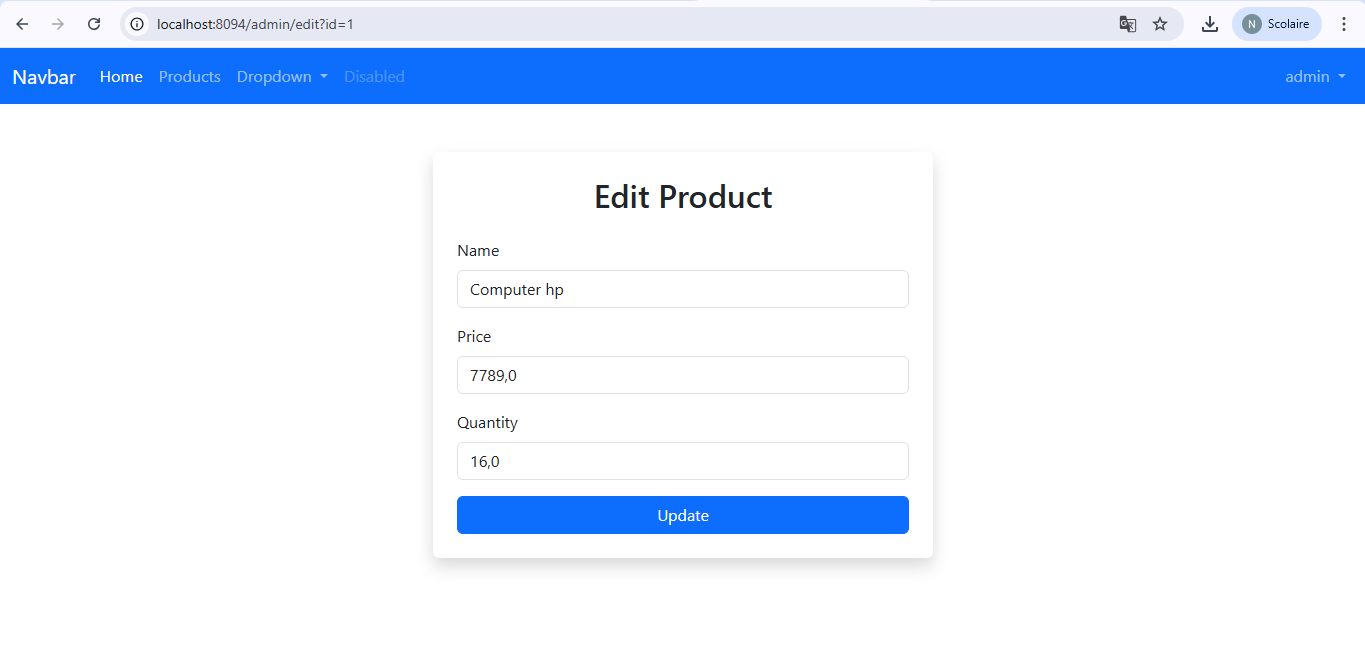 localhost:8094/admin/edit?id=1
N Scolaire
Navbar Home Products Dropdown Disabled admin
Edit Product
Name
Computer hp
Price
7789,0
Quantity
16,0
Update